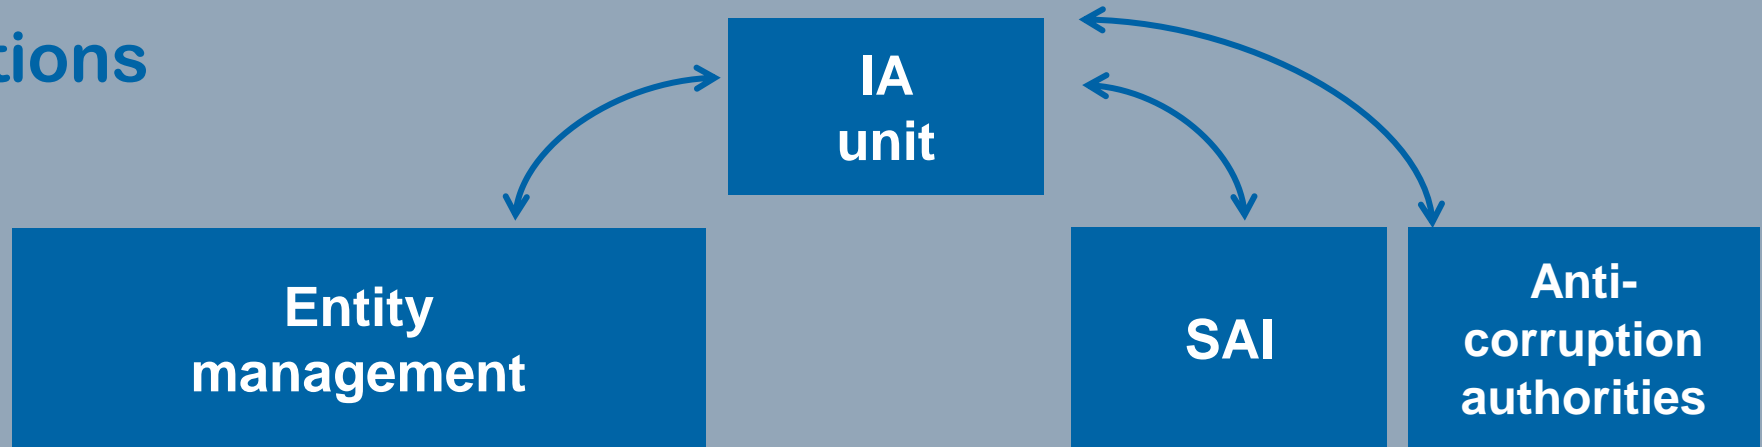 tions
IA
unit
Entity
management
SAI
Anti-
corruption
authorities